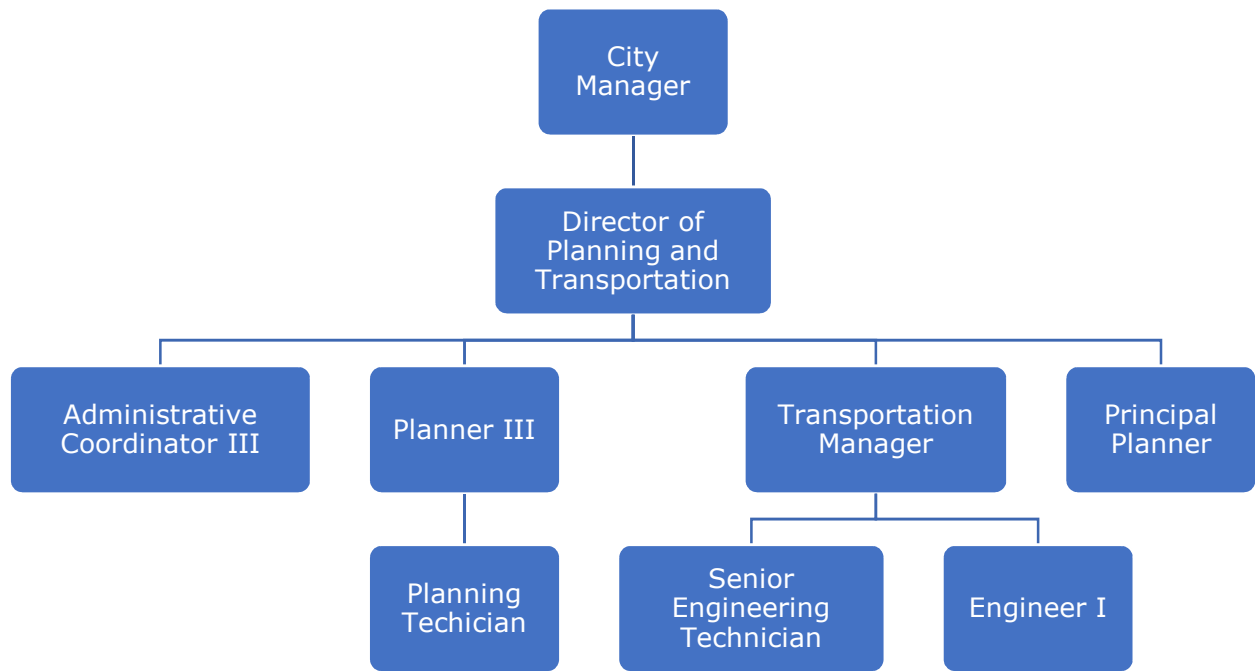 City
Manager
Director of
Planning and
Transportation
Administrative
Coordinator III
Planner III
Transportation
Manager
Principal
Planner
Planning
Techician
Senior
Engineering
Technician
Engineer I